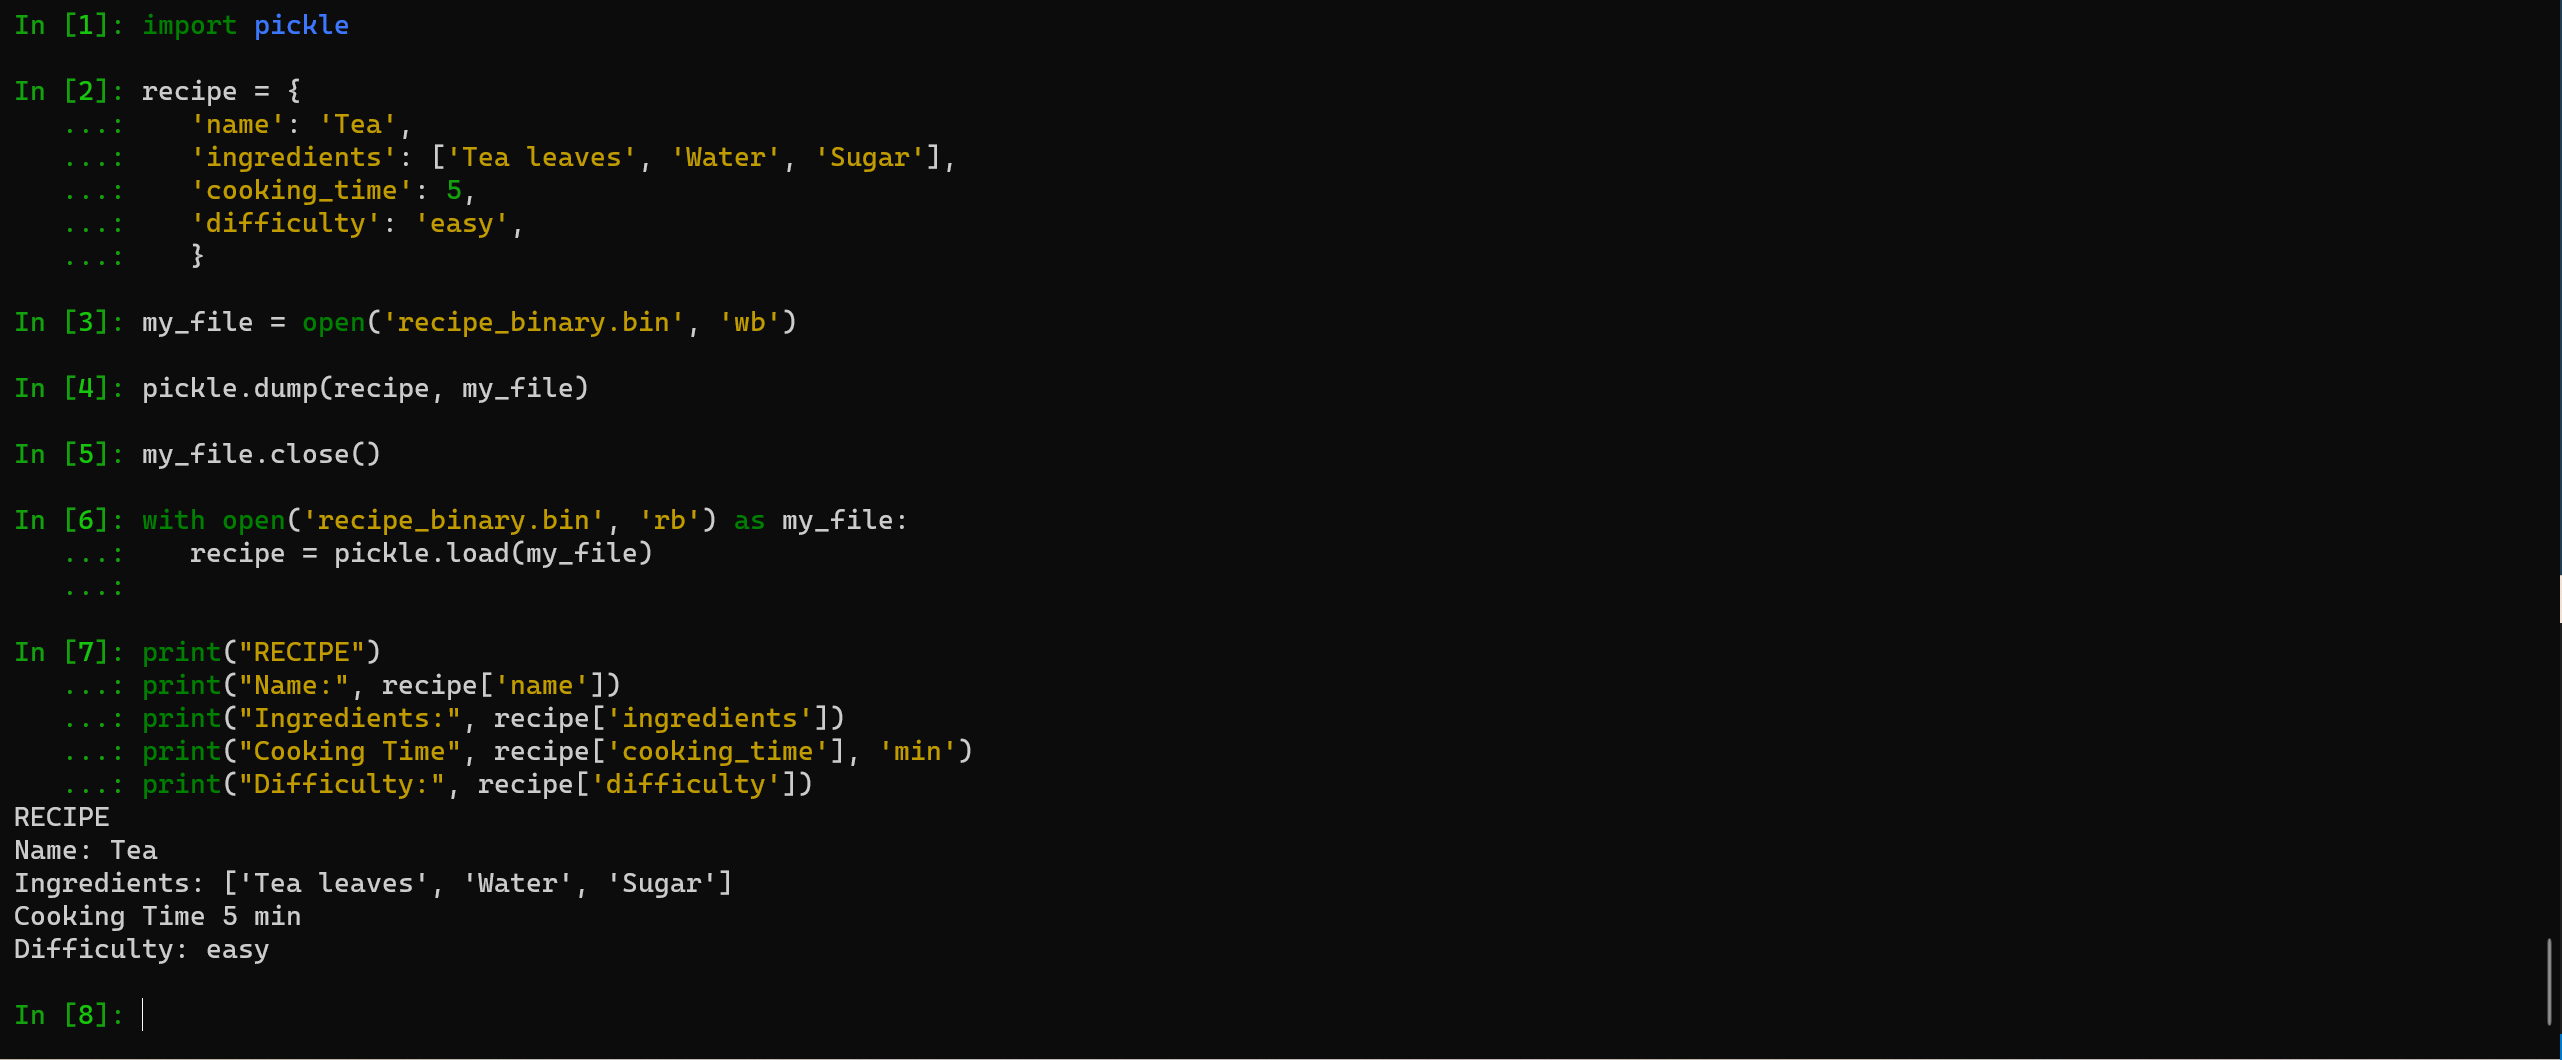 In [1]: import pickle
In [2]: recipe = {
   ...:    'name': 'Tea',
   ...:    'ingredients': ['Tea leaves', 'Water', 'Sugar'],
   ...:    'cooking_time': 5,
   ...:    'difficulty': 'easy',
   ...:    }
In [3]: my_file = open('recipe_binary.bin', 'wb')
In [4]: pickle.dump(recipe, my_file)
In [5]: my_file.close()
In [6]: with open('recipe_binary.bin', 'rb') as my_file:
   ...:    recipe = pickle.load(my_file)
   ...:
In [7]: print("RECIPE")
   ...: print("Name:", recipe['name'])
   ...: print("Ingredients:", recipe['ingredients'])
   ...: print("Cooking Time", recipe['cooking_time'], 'min')
   ...: print("Difficulty:", recipe['difficulty'])
RECIPE
Name: Tea
Ingredients: ['Tea leaves', 'Water', 'Sugar']
Cooking Time 5 min
Difficulty: easy
In [8]: